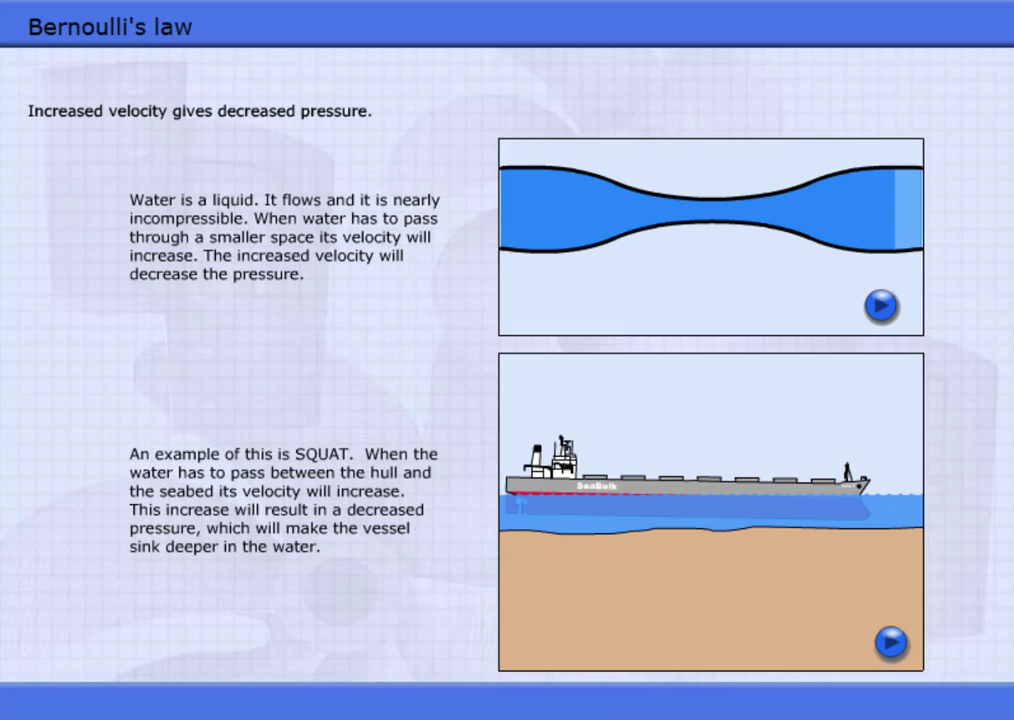 Bernoulli's law
Increased velocity gives decreased pressure.
Water is a liquid. It flows and it is nearly
incompressible. When water has to pass
through a smaller space its velocity will
increase. The increased velocity will
decrease the pressure.
An example of this is SQUAT.  When the
water has to pass between the hull and
the seabed its velocity will increase.
This increase will result in a decreased
pressure, which will make the vessel
sink deeper in the water.
SeaBulk